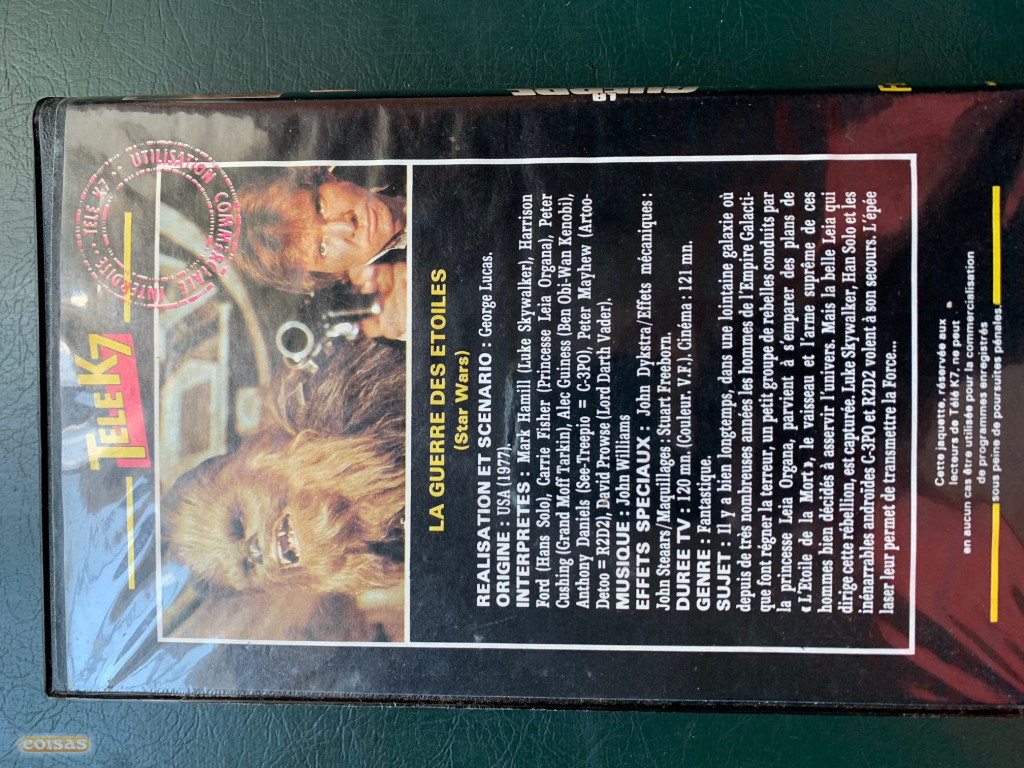 TELE K7 : UTILISATION COMMERCIALE INTERDITE
TELE K7
LA GUERRE DES ETOILES
(Star Wars)
REALISATION ET SCENARIO : George Lucas.
ORIGINE : USA (1977).
INTERPRETES : Mark Hamill (Luke Skywalker), Harrison
Ford (Hans Solo), Carrie Fisher (Princesse Leia Organa), Peter
Cushing (Grand Moff Tarkin), Alec Guiness (Ben Obi-Wan Kenobil),
Anthony Daniels (See-Treepio = C-3PO), Peter Mayhew (Artoo-
Detoo = R2D2) David Prowse (Lord Darth Vader).
MUSIQUE : John Williams
EFFETS SPECIAUX : John Dykstra/Effets mécaniques :
John Stearars/Maquillages : Stuart Freeborn.
DUREE TV : 120 mn (Couleur. V.F.). Cinéma : 121 mn.
GENRE : Fantastique.
SUJET : Il y a bien longtemps, dans une lointaine galaxie où
depuis de très nombreuses années les hommes de l'Empire Galacti-
que font régner la terreur, un petit groupe de rebelles conduits par
la princesse Leia Organa, parvient à s'emparer des plans de
« L'Etoile de la Mort », le vaisseau et l'arme suprême de ces
hommes bien décidés à asservir l'univers. Mais la belle Leia qui
dirige cette rébellion, est capturée. Luke Skywalker, Han Solo et les
inénarrables androïdes C-3PO et R2D2 volent à son secours. L'épée
laser leur permet de transmettre la Force...
Cette jaquette, réservée aux
lecteurs de Télé K7, ne peut
en aucun cas être utilisée pour la commercialisation
de programmes enregistrés
sous peine de poursuites pénales.
coisas